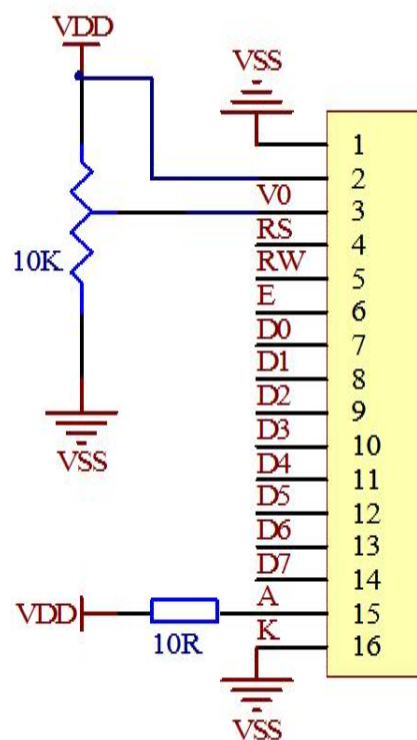 VDD
VSS
1
2
V0 3
RS 4
10K
RW 5
E 6
D0 7
D1 8
D2 9
VSS
D3 10
D4 11
D5 12
D6 13
D7 14
VDD
10R
A 15
K 16
VSS